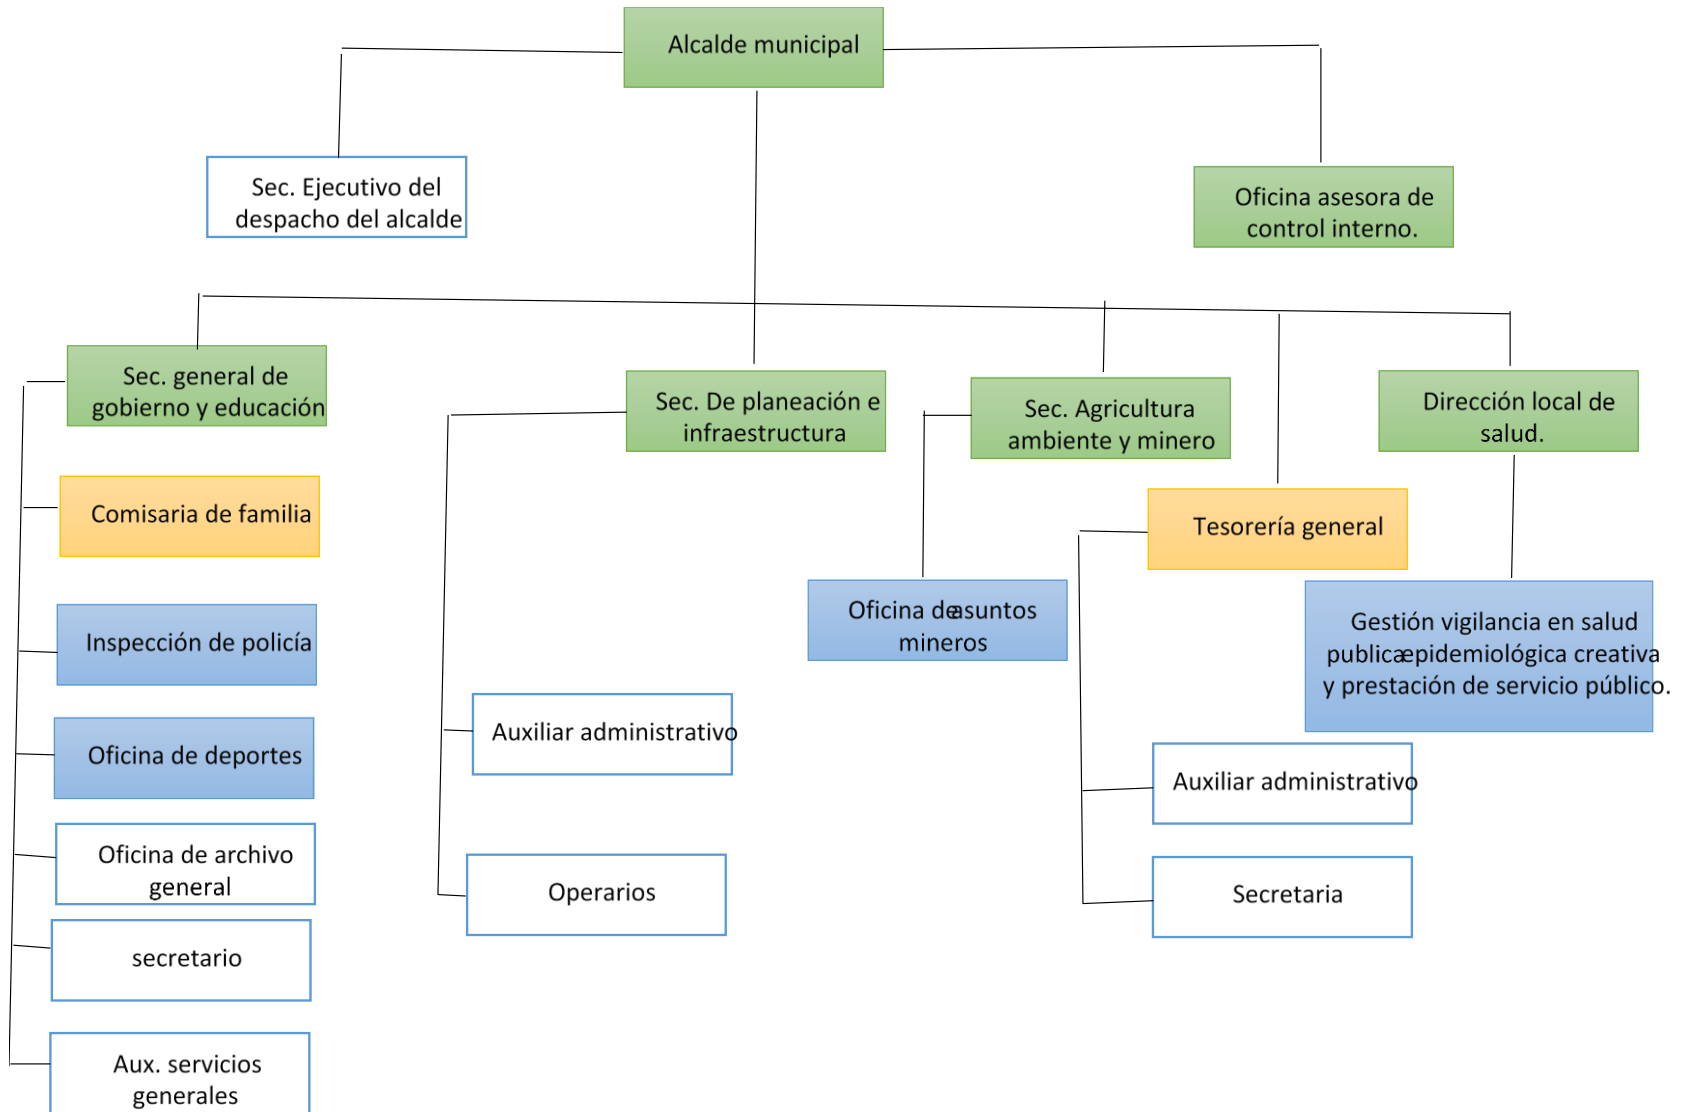 Alcalde municipal
Sec. Ejecutivo del
despacho del alcalde
Oficina asesora de
control interno.
Sec. general de
gobierno y educación
Sec. De planeación e
infraestructura
Sec. Agricultura
ambiente y minero
Dirección local de
salud.
Comisaria de familia
Tesorería general
Inspección de policía
Oficina de asuntos
mineros
Gestión vigilancia en salud
publica epidemiológica creativa
y prestación de servicio público.
Oficina de deportes
Auxiliar administrativo
Auxiliar administrativo
Oficina de archivo
general
Operarios
Secretaria
secretario
Aux. servicios
generales